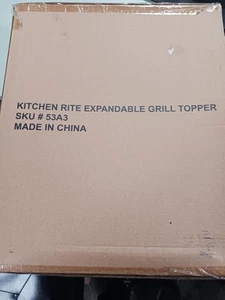 KITCHEN RITE EXPANDABLE GRILL TOPPER
SKU # 53A3
MADE IN CHINA